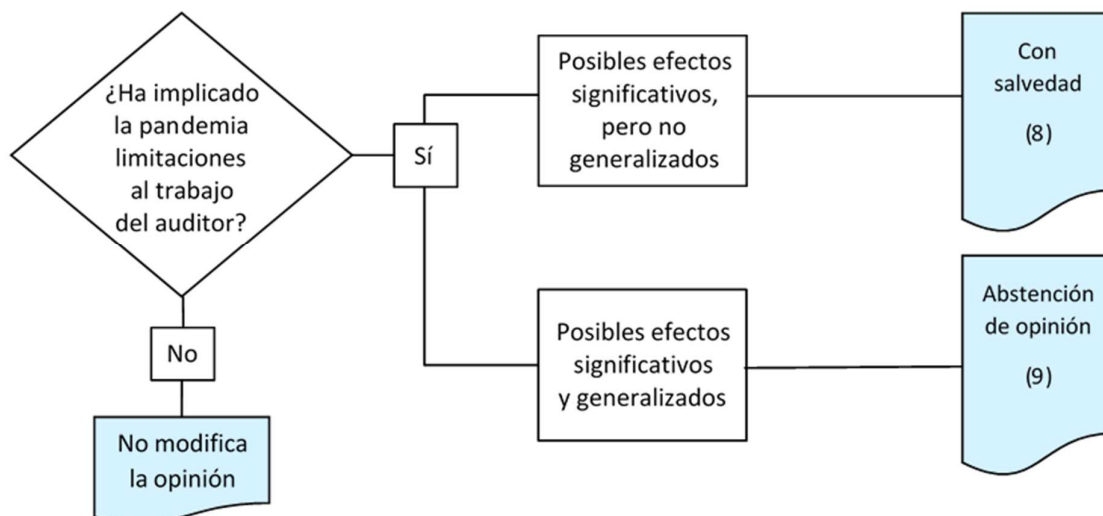 ¿Ha implicado
la pandemia
limitaciones
al trabajo
del auditor?
Sí
Posibles efectos
significativos,
pero no
generalizados
Con
salvedad
(8)
Posibles efectos
significativos
y generalizados
Abstención
de opinión
(9)
No
No modifica
la opinión